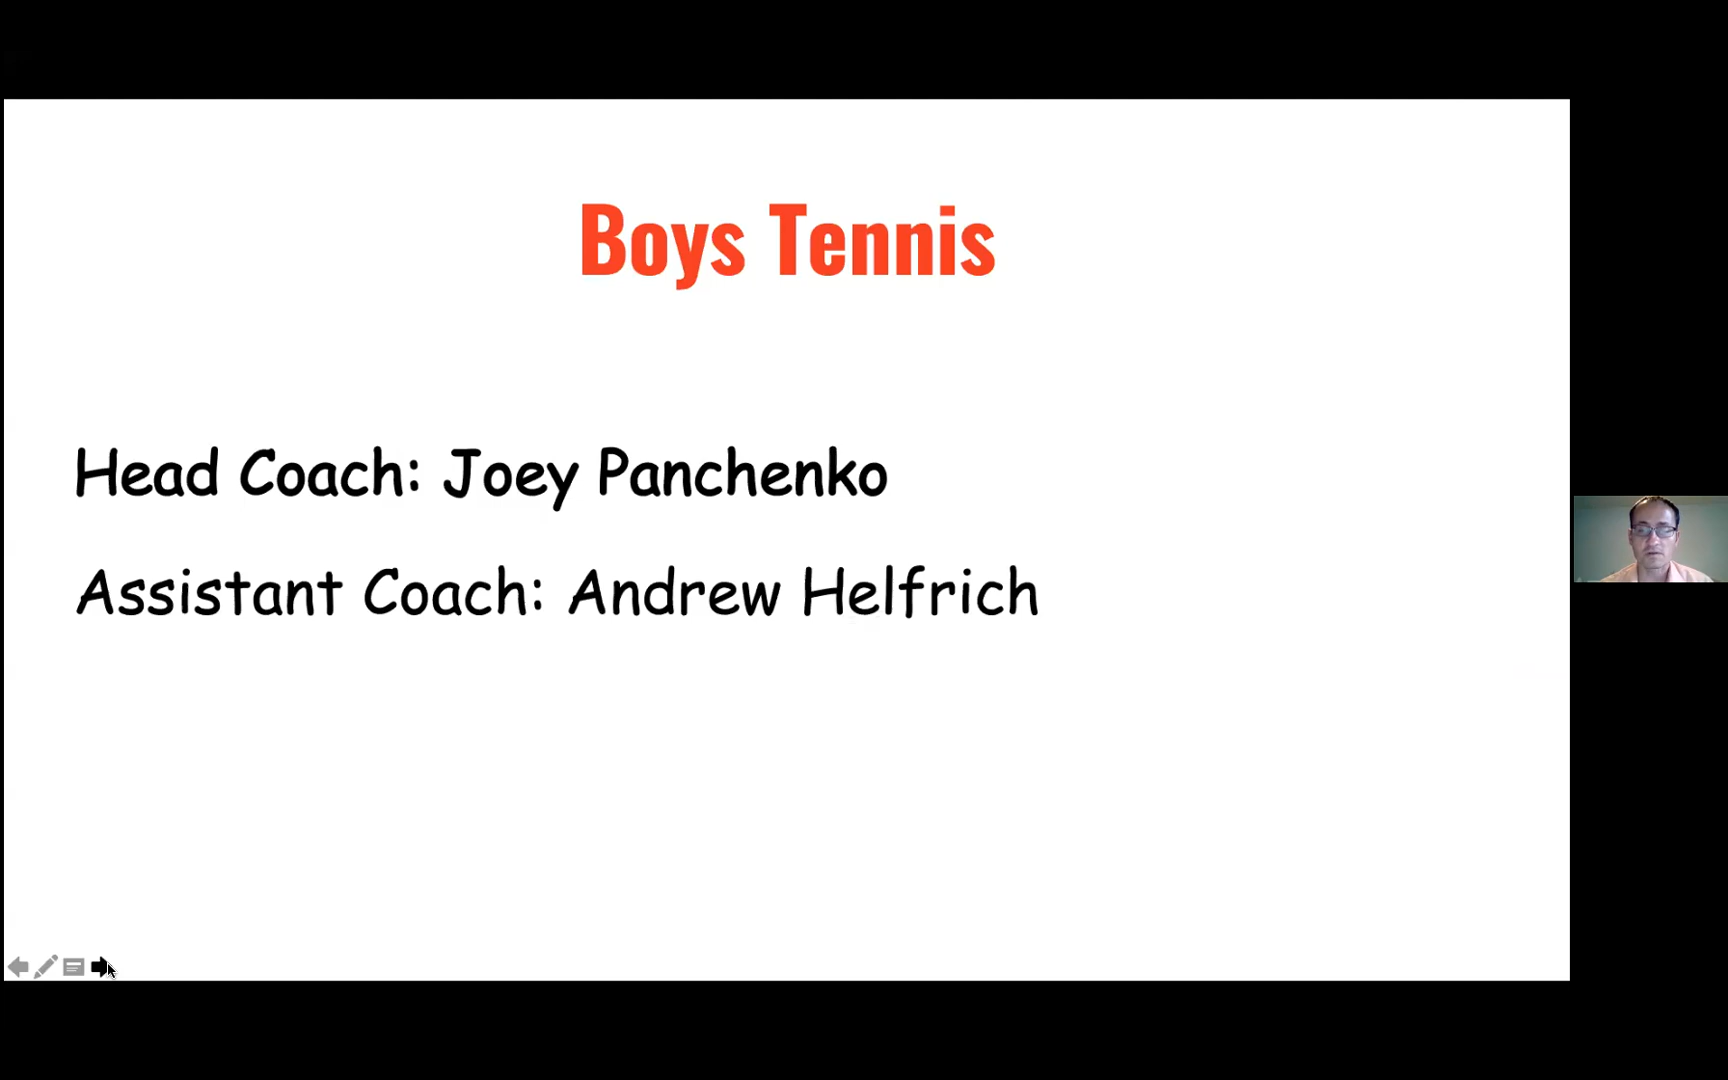 Boys Tennis
Head Coach: Joey Panchenko
Assistant Coach: Andrew Helfrich